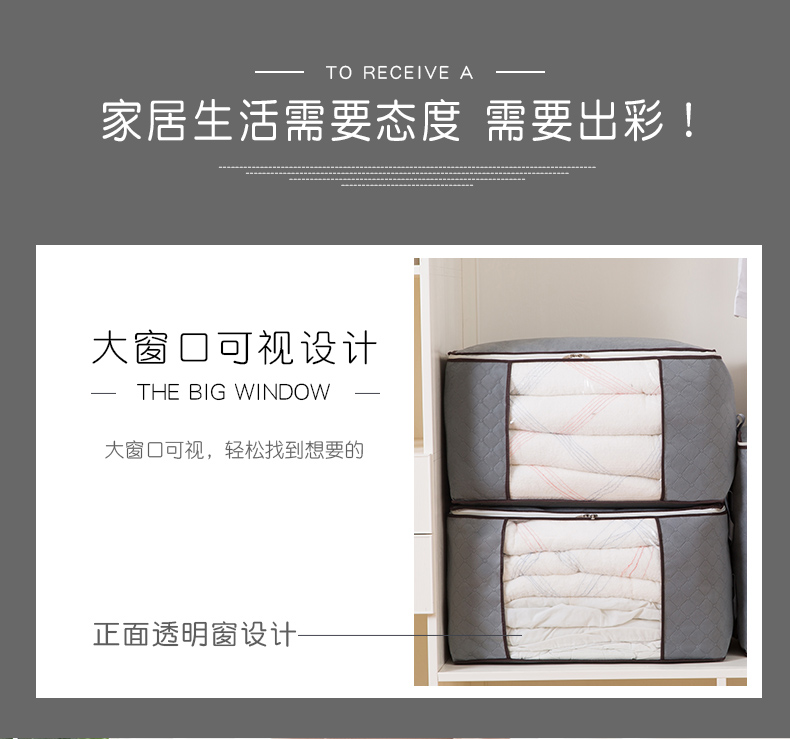 TO RECEIVE A
家居生活需要态度 需要出彩！
大窗口可视设计
THE BIG WINDOW
大窗口可视，轻松找到想要的
正面透明窗设计